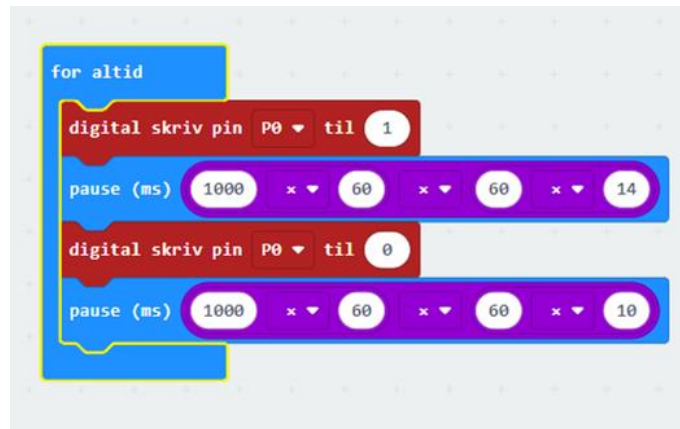 for altid
digital skriv pin P0 til 1
pause (ms) 1000 × 60 × 60 × 14
digital skriv pin P0 til 0
pause (ms) 1000 × 60 × 60 × 10